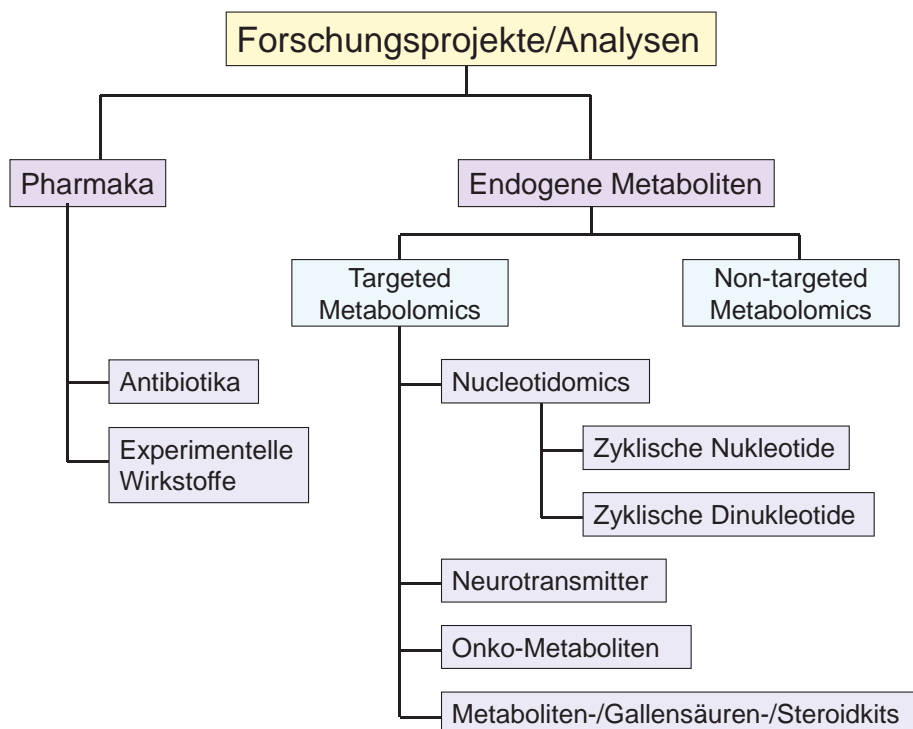 Forschungsprojekte/Analysen
Pharmaka
Endogene Metaboliten
Targeted
Metabolomics
Non-targeted
Metabolomics
Antibiotika
Nucleotidomics
Experimentelle
Wirkstoffe
Zyklische Nukleotide
Zyklische Dinukleotide
Neurotransmitter
Onko-Metaboliten
Metaboliten-/Gallensäuren-/Steroidkits